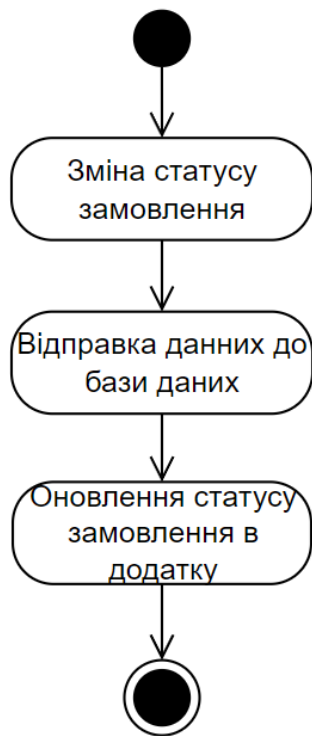 Зміна статусу
замовлення
Відправка данних до
бази даних
Оновлення статусу
замовлення в
додатку